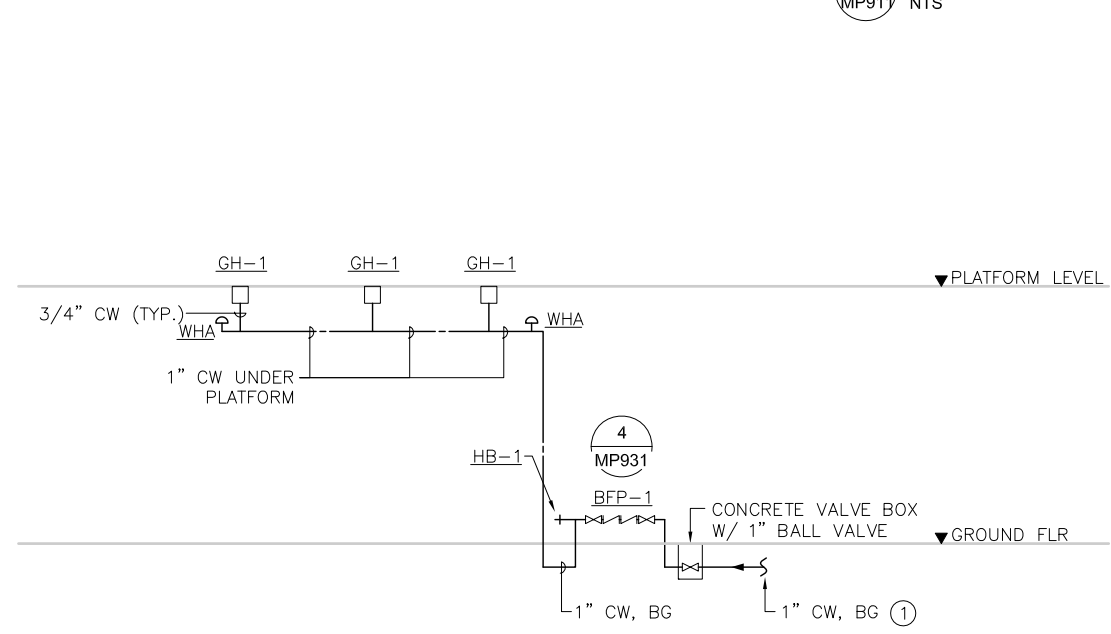 MP911 NTS
GH-1 GH-1 GH-1
PLATFORM LEVEL
3/4” CW (TYP.)
WHA WHA
1” CW UNDER
PLATFORM
4
MP931
HB-1
BFP-1
CONCRETE VALVE BOX
W/ 1” BALL VALVE
GROUND FLR
1” CW, BG
1” CW, BG 1